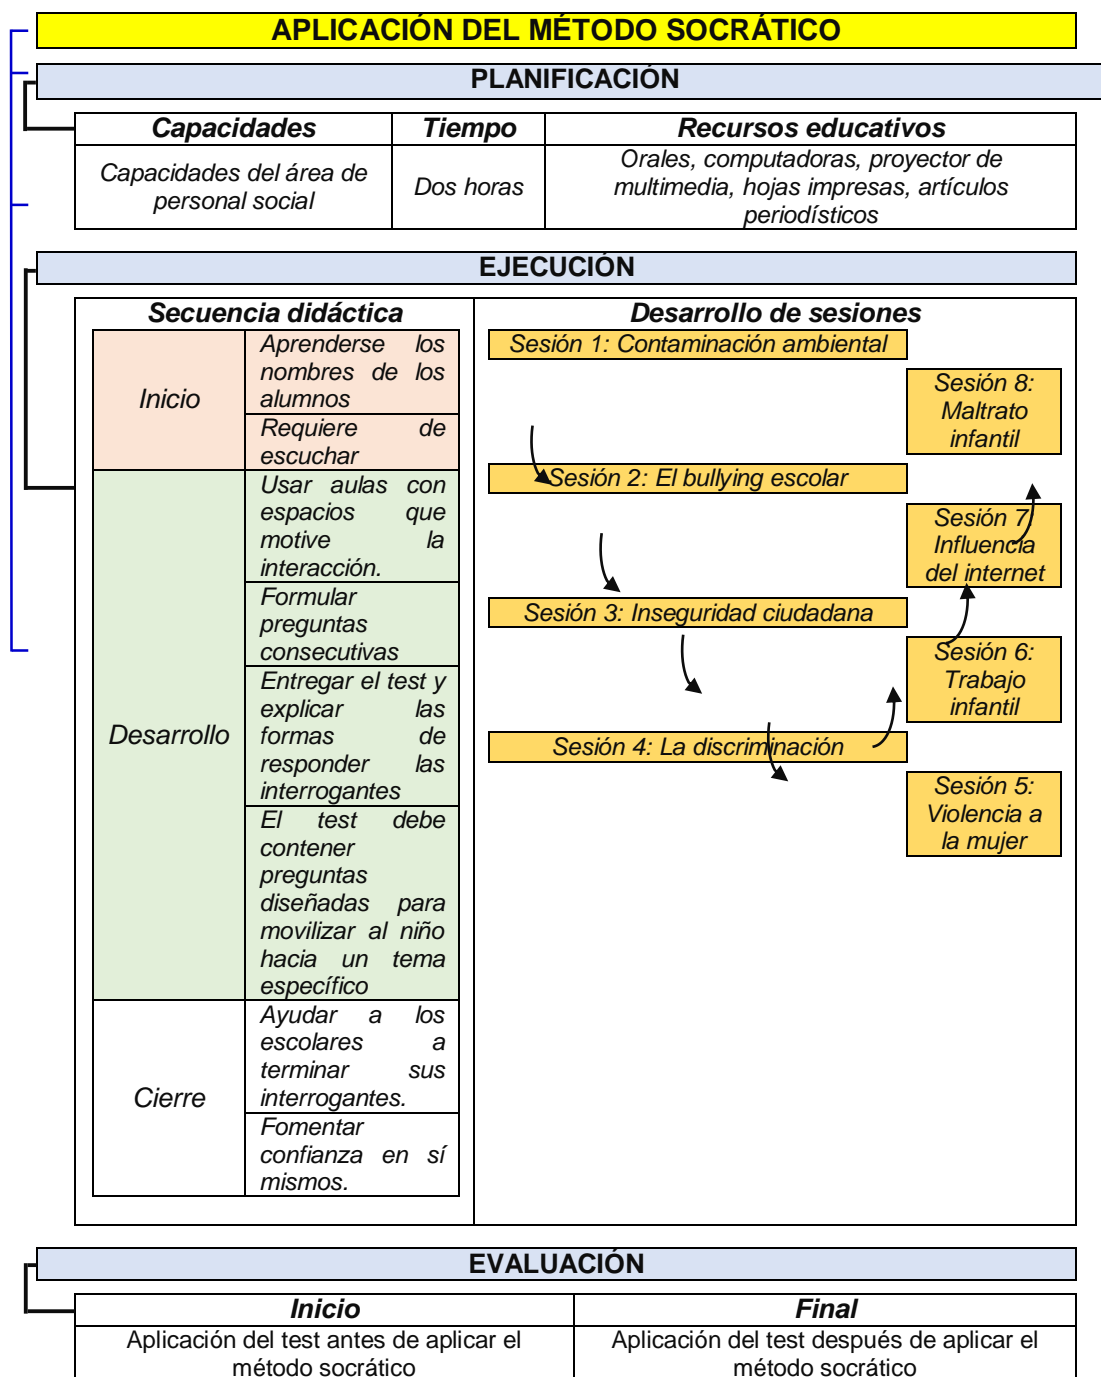 APLICACIÓN DEL MÉTODO SOCRÁTICO
PLANIFICACIÓN
Capacidades
Tiempo
Recursos educativos
Capacidades del área de
personal social
Dos horas
Orales, computadoras, proyector de
multimedia, hojas impresas, artículos
periodísticos
EJECUCIÓN
Secuencia didáctica
Inicio
Aprenderse los
nombres de los
alumnos
Requiere de
escuchar
Desarrollo
Usar aulas con
espacios que
motive la
interacción.
Formular
preguntas
consecutivas
Entregar el test y
explicar las
formas de
responder las
interrogantes
El test debe
contener
preguntas
diseñadas para
movilizar al niño
hacia un tema
específico
Cierre
Ayudar a los
escolares a
terminar sus
interrogantes.
Fomentar
confianza en sí
mismos.
Desarrollo de sesiones
Sesión 1: Contaminación ambiental
Sesión 2: El bullying escolar
Sesión 3: Inseguridad ciudadana
Sesión 4: La discriminación
Sesión 8:
Maltrato
infantil
Sesión 7:
Influencia
del internet
Sesión 6:
Trabajo
infantil
Sesión 5:
Violencia a
la mujer
EVALUACIÓN
Inicio
Final
Aplicación del test antes de aplicar el
método socrático
Aplicación del test después de aplicar el
método socrático